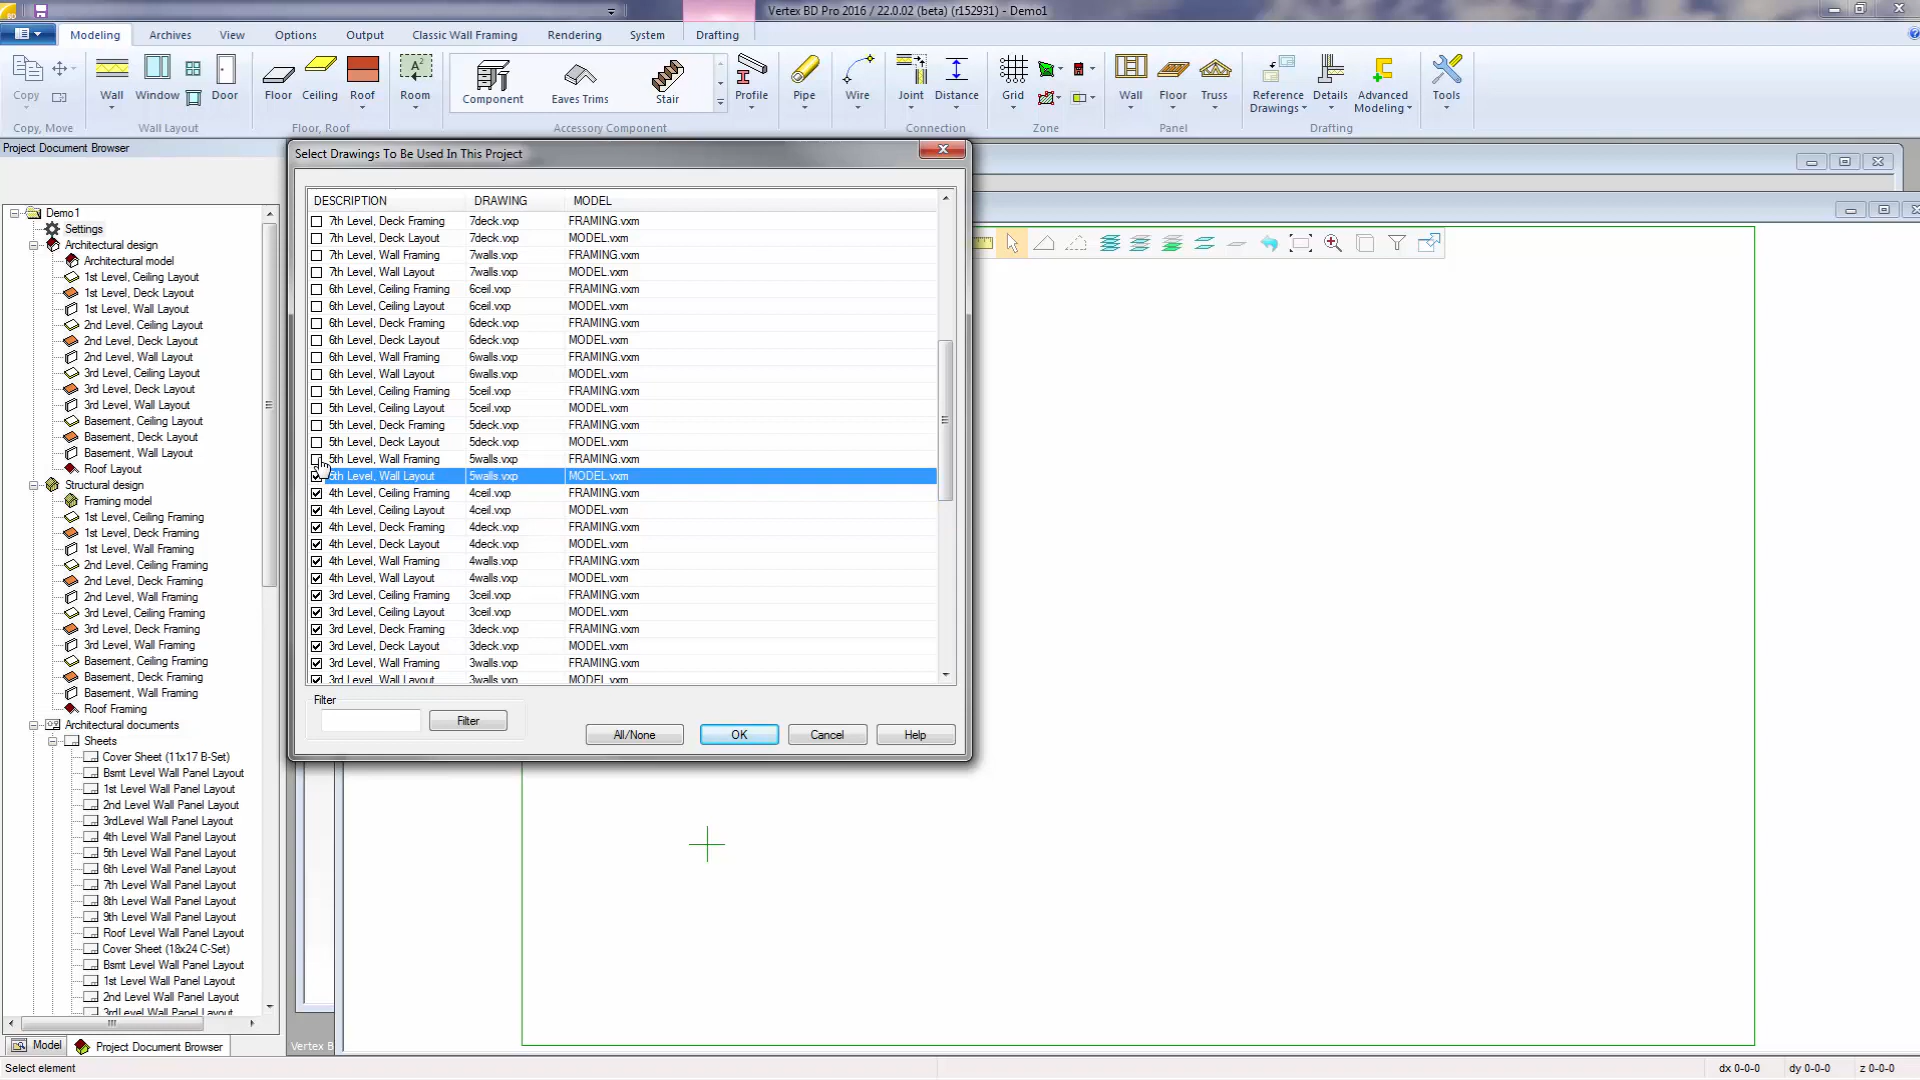 Vertex BD Pro 2016 / 22.0.02 (beta) (r152931) - Demo1
Modeling Archives View Options Output Classic Wall Framing Rendering System Drafting
Copy Wall Window Door Floor Ceiling Roof Room Component Eaves Trims Stair Profile Pipe Wire Joint Distance Grid Wall Floor Truss Reference Drawings Details Advanced Modeling Tools
Copy, Move Wall Layout Floor, Roof Accessory Component Connection Zone Panel Drafting
Project Document Browser
Demo1
Settings
Architectural design
Architectural model
1st Level, Ceiling Layout
1st Level, Deck Layout
1st Level, Wall Layout
2nd Level, Ceiling Layout
2nd Level, Deck Layout
2nd Level, Wall Layout
3rd Level, Ceiling Layout
3rd Level, Deck Layout
3rd Level, Wall Layout
Basement, Ceiling Layout
Basement, Deck Layout
Basement, Wall Layout
Roof Layout
Structural design
Framing model
1st Level, Ceiling Framing
1st Level, Deck Framing
1st Level, Wall Framing
2nd Level, Ceiling Framing
2nd Level, Deck Framing
2nd Level, Wall Framing
3rd Level, Ceiling Framing
3rd Level, Deck Framing
3rd Level, Wall Framing
Basement, Ceiling Framing
Basement, Deck Framing
Basement, Wall Framing
Roof Framing
Architectural documents
Sheets
Cover Sheet (11x17 B-Set)
Bsmt Level Wall Panel Layout
1st Level Wall Panel Layout
2nd Level Wall Panel Layout
3rdLevel Wall Panel Layout
4th Level Wall Panel Layout
5th Level Wall Panel Layout
6th Level Wall Panel Layout
7th Level Wall Panel Layout
8th Level Wall Panel Layout
9th Level Wall Panel Layout
Roof Level Wall Panel Layout
Cover Sheet (18x24 C-Set)
Bsmt Level Wall Panel Layout
1st Level Wall Panel Layout
2nd Level Wall Panel Layout
3rdLevel Wall Panel Layout
Model Project Document Browser
Select Drawings To Be Used In This Project
DESCRIPTION DRAWING MODEL
7th Level, Deck Framing 7deck.vxp FRAMING.vxm
7th Level, Deck Layout 7deck.vxp MODEL.vxm
7th Level, Wall Framing 7walls.vxp FRAMING.vxm
7th Level, Wall Layout 7walls.vxp MODEL.vxm
6th Level, Ceiling Framing 6ceil.vxp FRAMING.vxm
6th Level, Ceiling Layout 6ceil.vxp MODEL.vxm
6th Level, Deck Framing 6deck.vxp FRAMING.vxm
6th Level, Deck Layout 6deck.vxp MODEL.vxm
6th Level, Wall Framing 6walls.vxp FRAMING.vxm
6th Level, Wall Layout 6walls.vxp MODEL.vxm
5th Level, Ceiling Framing 5ceil.vxp FRAMING.vxm
5th Level, Ceiling Layout 5ceil.vxp MODEL.vxm
5th Level, Deck Framing 5deck.vxp FRAMING.vxm
5th Level, Deck Layout 5deck.vxp MODEL.vxm
5th Level, Wall Framing 5walls.vxp FRAMING.vxm
5th Level, Wall Layout 5walls.vxp MODEL.vxm
4th Level, Ceiling Framing 4ceil.vxp FRAMING.vxm
4th Level, Ceiling Layout 4ceil.vxp MODEL.vxm
4th Level, Deck Framing 4deck.vxp FRAMING.vxm
4th Level, Deck Layout 4deck.vxp MODEL.vxm
4th Level, Wall Framing 4walls.vxp FRAMING.vxm
4th Level, Wall Layout 4walls.vxp MODEL.vxm
3rd Level, Ceiling Framing 3ceil.vxp FRAMING.vxm
3rd Level, Ceiling Layout 3ceil.vxp MODEL.vxm
3rd Level, Deck Framing 3deck.vxp FRAMING.vxm
3rd Level, Deck Layout 3deck.vxp MODEL.vxm
3rd Level, Wall Framing 3walls.vxp FRAMING.vxm
3rd Level, Wall Layout 3walls.vxp MODEL.vxm
Filter
Filter All/None OK Cancel Help
Vertex B
Select element dx 0-0-0 dy 0-0-0 z 0-0-0